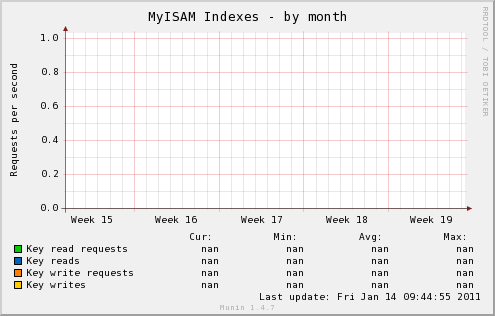 MyISAM Indexes - by month
RRDTOOL / TOBI OETIKER
Requests per second
1.0
0.8
0.6
0.4
0.2
0.0
Week 15 Week 16 Week 17 Week 18 Week 19
Cur: Min: Avg: Max:
Key read requests nan nan nan nan
Key reads nan nan nan nan
Key write requests nan nan nan nan
Key writes nan nan nan nan
Last update: Fri Jan 14 09:44:55 2011
Munin 1.4.7